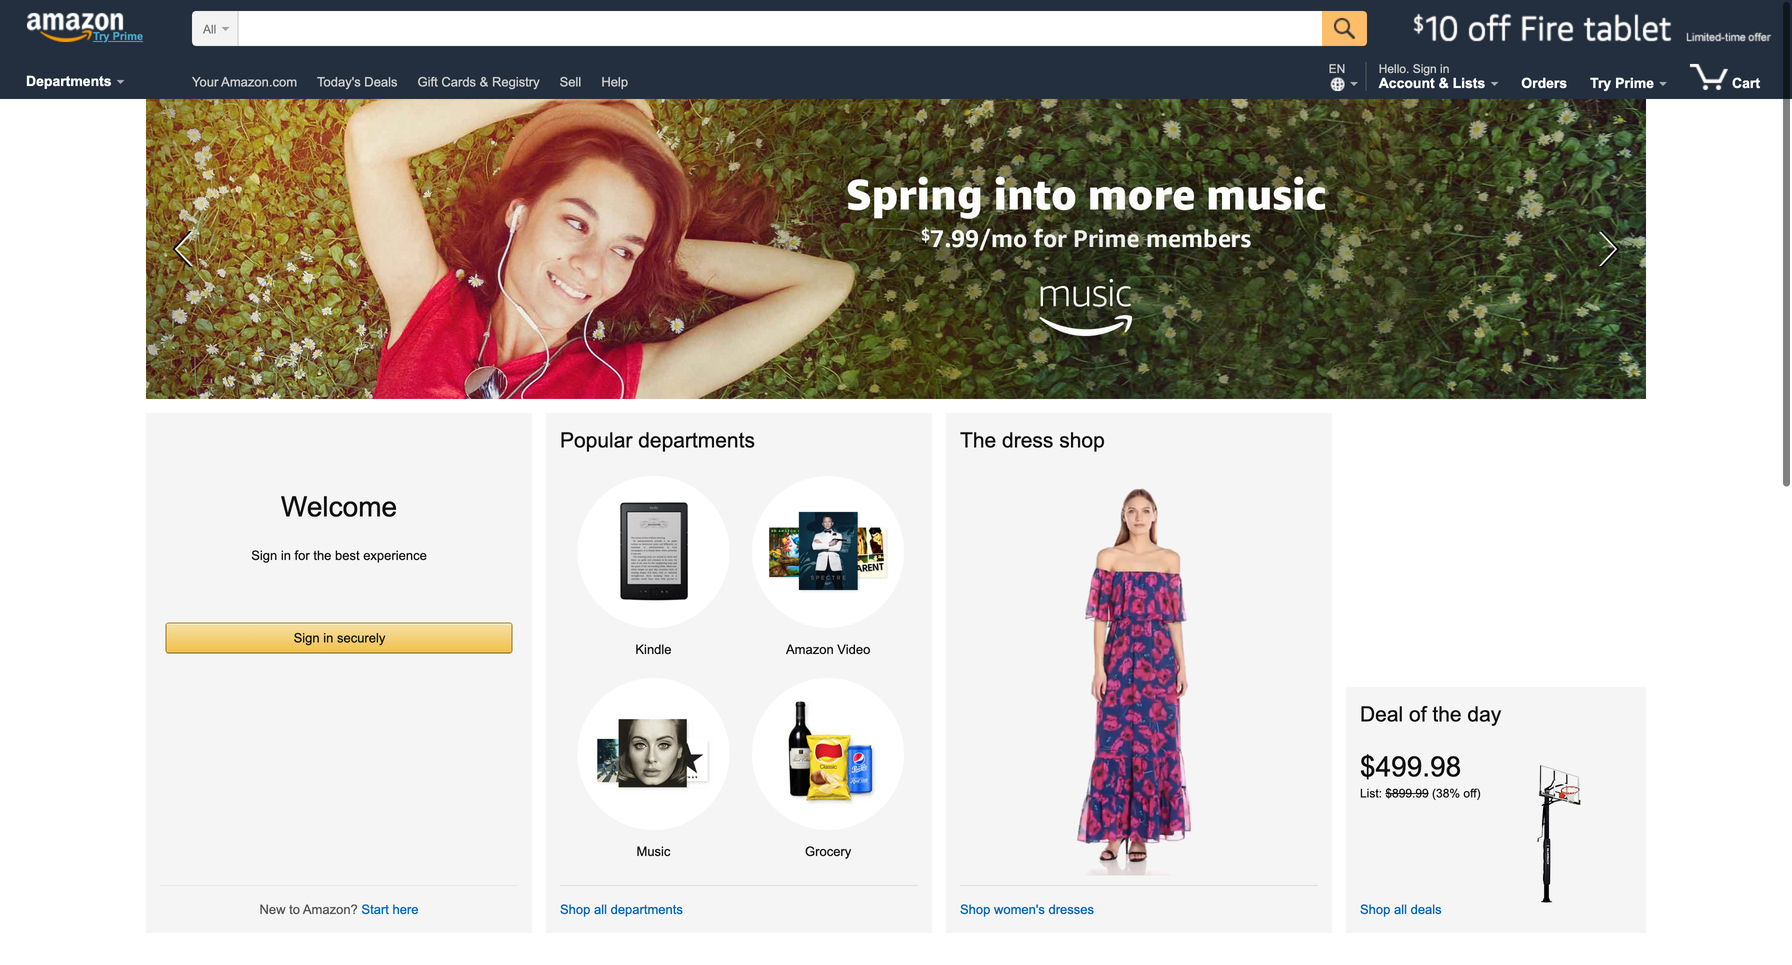 amazon
Try Prime
All
$10 off Fire tablet
Limited-time offer
Departments
Your Amazon.com
Today's Deals
Gift Cards & Registry
Sell
Help
EN
Hello. Sign in
Account & Lists
Orders
Try Prime
Cart
Spring into more music
$7.99/mo for Prime members
music
Welcome
Sign in for the best experience
Sign in securely
New to Amazon? Start here
Popular departments
SPECTRE
ARENT
Classic
Kindle
Amazon Video
Music
Grocery
Shop all departments
The dress shop
Shop women's dresses
Deal of the day
$499.98
List: $899.99 (38% off)
Shop all deals